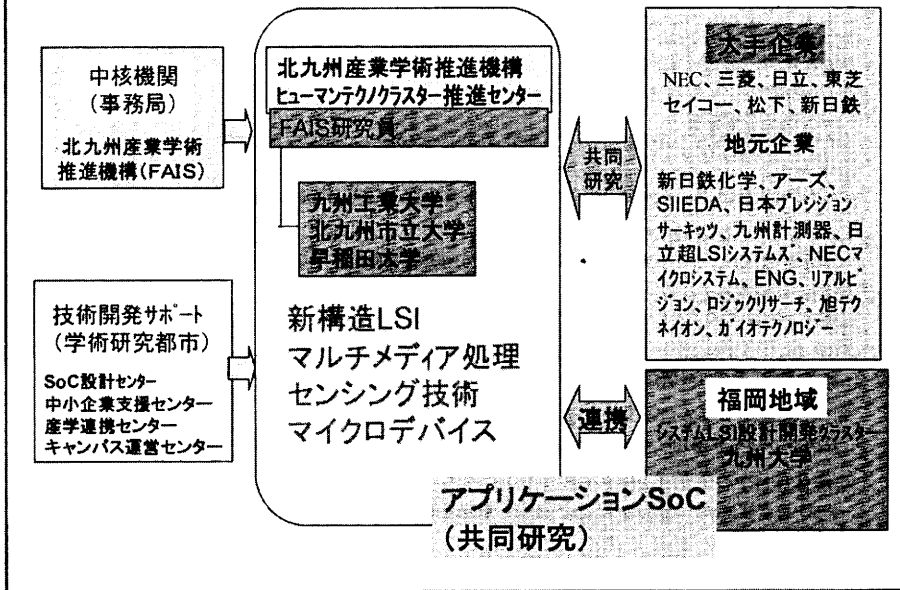 中核機関
（事務局）
北九州産業学術
推進機構（FAIS）
技術開発サポート
（学術研究都市）
SoC設計センター
中小企業支援センター
産学連携センター
キャンパス運営センター
北九州産業学術推進機構
ヒューマンテクノクラスター推進センター
FAIS研究員
九州工業大学
北九州市立大学
早稲田大学
新構造LSI
マルチメディア処理
センシング技術
マイクロデバイス
共同
研究
連携
大手企業
NEC、三菱、日立、東芝
セイコー、松下、新日鉄
地元企業
新日鉄化学、アーズ、
SIIEDA、日本プレシジョン
サーキッツ、九州計測器、日
立超LSIシステムズ、NECマ
イクロシステム、ENG、リアルビ
ジョン、ロジックリサーチ、旭テク
ネイオン、ガイオテクノロジー
福岡地域
システムLSI設計開発クラスター
九州大学
アプリケーションSoC
（共同研究）